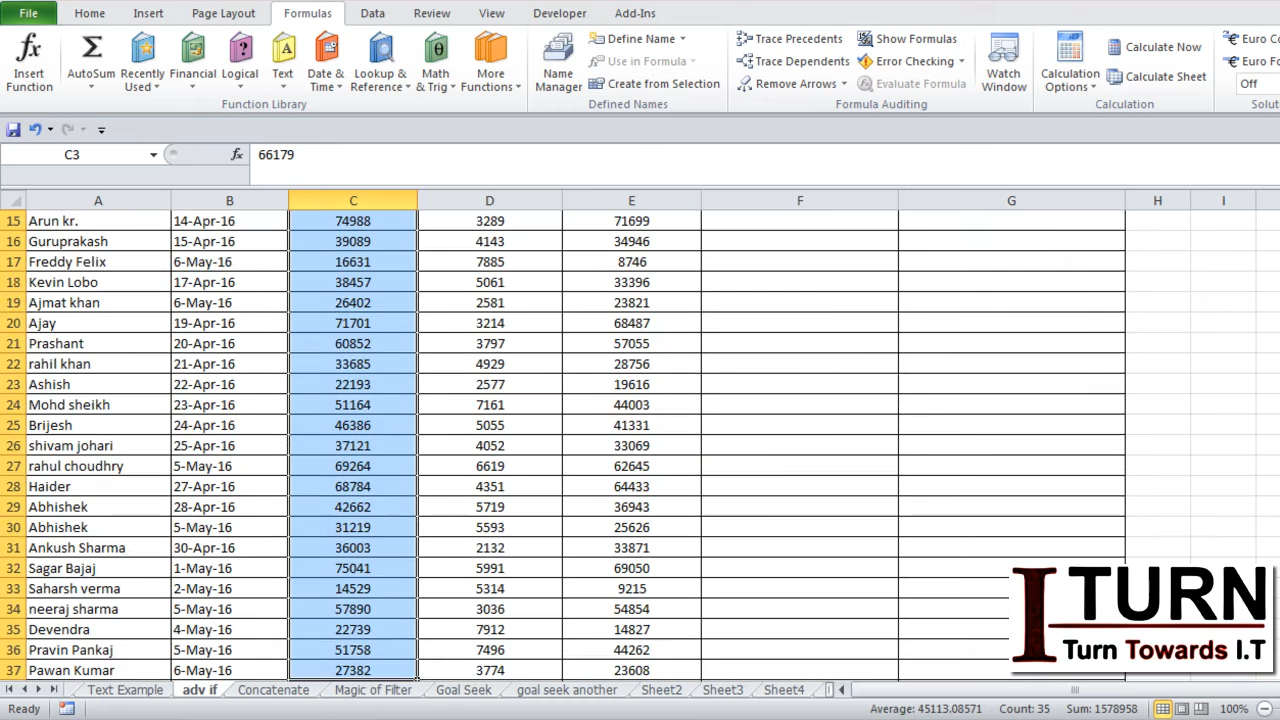 File Home Insert Page Layout Formulas Data Review View Developer Add-Ins
fx Insert Function
Σ AutoSum
Recently Used
Financial
? Logical
A Text
Date & Time
Lookup & Reference
θ Math & Trig
More Functions
Function Library
Name Manager
Define Name
Use in Formula
Create from Selection
Defined Names
Trace Precedents
Trace Dependents
Remove Arrows
Show Formulas
Error Checking
Evaluate Formula
Formula Auditing
Watch Window
Calculation Options
Calculate Now
Calculate Sheet
Calculation
Euro Co
Euro Fo
Off
Solut
C3 fx 66179
A B C D E F G H I
15 Arun kr. 14-Apr-16 74988 3289 71699
16 Guruprakash 15-Apr-16 39089 4143 34946
17 Freddy Felix 6-May-16 16631 7885 8746
18 Kevin Lobo 17-Apr-16 38457 5061 33396
19 Ajmat khan 6-May-16 26402 2581 23821
20 Ajay 19-Apr-16 71701 3214 68487
21 Prashant 20-Apr-16 60852 3797 57055
22 rahil khan 21-Apr-16 33685 4929 28756
23 Ashish 22-Apr-16 22193 2577 19616
24 Mohd sheikh 23-Apr-16 51164 7161 44003
25 Brijesh 24-Apr-16 46386 5055 41331
26 shivam johari 25-Apr-16 37121 4052 33069
27 rahul choudhry 5-May-16 69264 6619 62645
28 Haider 27-Apr-16 68784 4351 64433
29 Abhishek 28-Apr-16 42662 5719 36943
30 Abhishek 5-May-16 31219 5593 25626
31 Ankush Sharma 30-Apr-16 36003 2132 33871
32 Sagar Bajaj 1-May-16 75041 5991 69050
33 Saharsh verma 2-May-16 14529 5314 9215
34 neeraj sharma 5-May-16 57890 3036 54854
35 Devendra 4-May-16 22739 7912 14827
36 Pravin Pankaj 5-May-16 51758 7496 44262
37 Pawan Kumar 6-May-16 27382 3774 23608
I TURN
Turn Towards I.T
Text Example adv if Concatenate Magic of Filter Goal Seek goal seek another Sheet2 Sheet3 Sheet4
Ready Average: 45113.08571 Count: 35 Sum: 1578958 100%